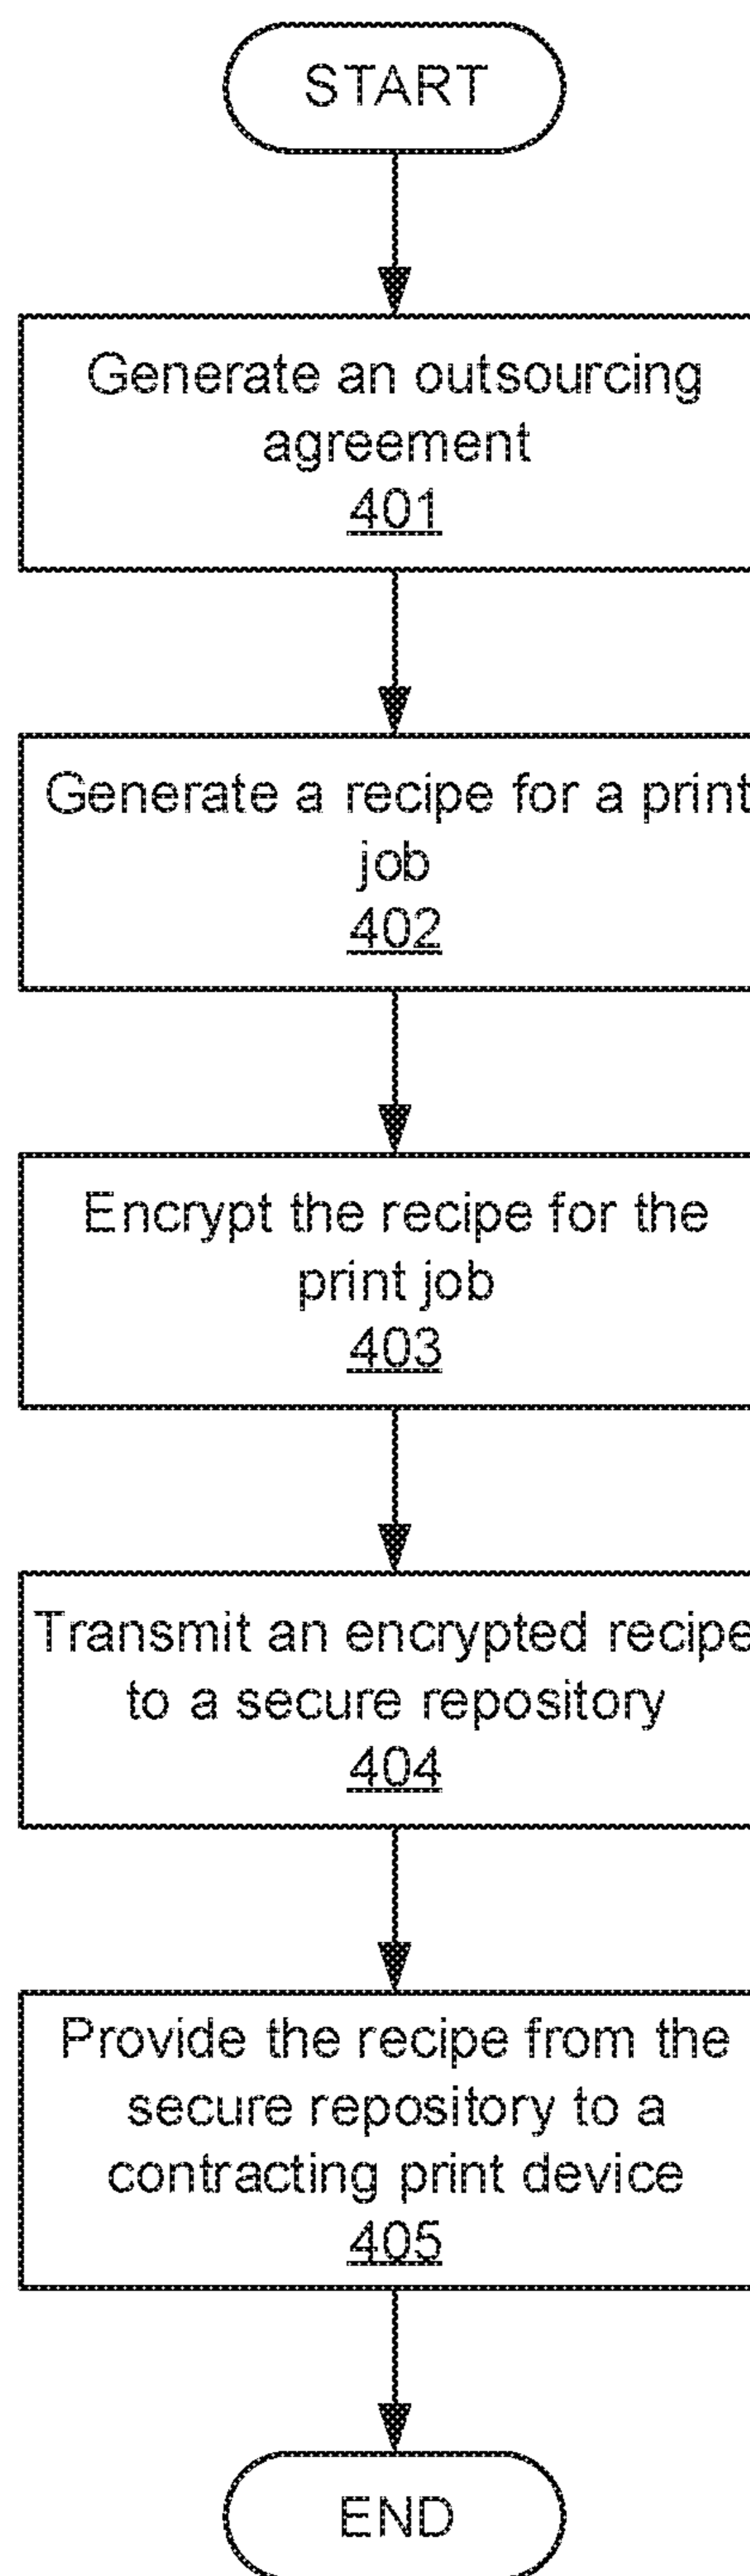 START
Generate an outsourcing
agreement
401
Generate a recipe for a print
job
402
Encrypt the recipe for the
print job
403
Transmit an encrypted recipe
to a secure repository
404
Provide the recipe from the
secure repository to a
contracting print device
405
END